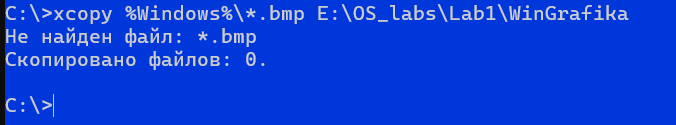 C:\>xcopy %Windows%\*.bmp E:\OS_labs\Lab1\WinGrafika
Не найден файл: *.bmp
Скопировано файлов: 0.
C:\>